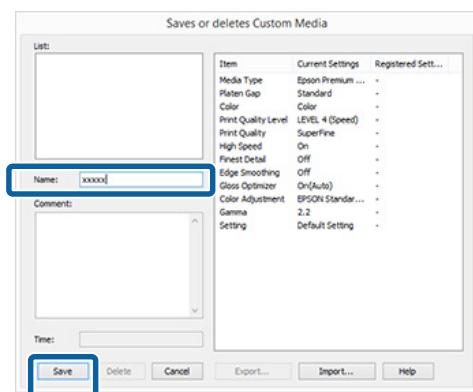 Saves or deletes Custom Media
List:
Item Current Settings Registered Sett...
Media Type Epson Premium ... -
Platen Gap Standard -
Color Color -
Print Quality Level LEVEL 4 (Speed) -
Print Quality SuperFine -
High Speed On -
Finest Detail Off -
Edge Smoothing Off -
Gloss Optimizer On(Auto) -
Color Adjustment EPSON Standar... -
Gamma 2.2 -
Setting Default Setting -
Name: xxxxx
Comment:
Time:
Save Delete Cancel Export... Import... Help